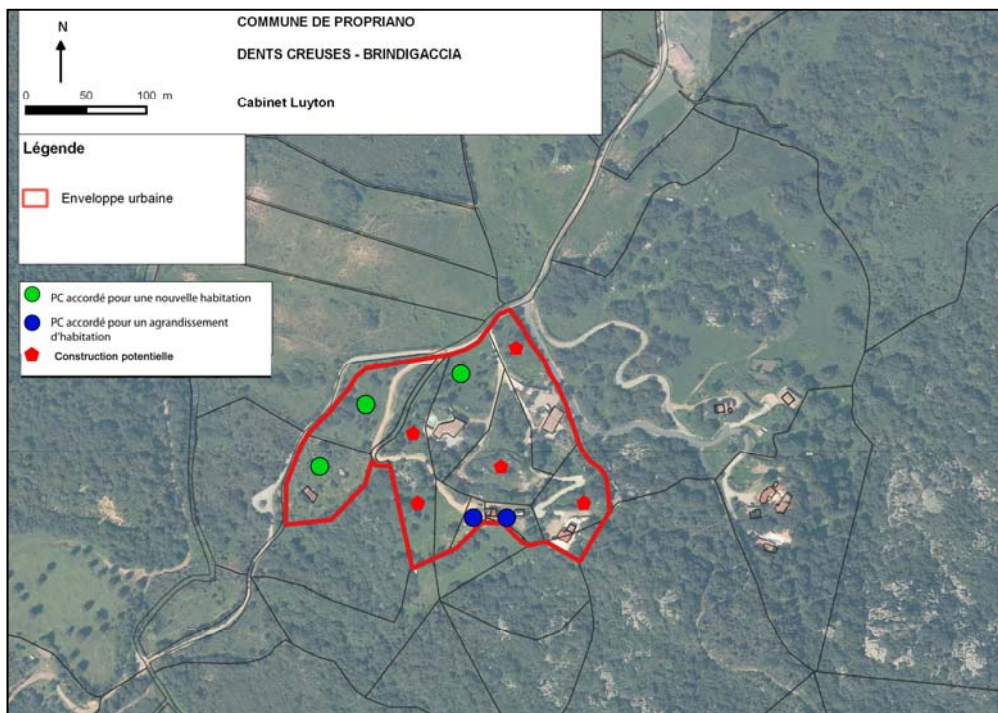 COMMUNE DE PROPRIANO
N
DENTS CREUSES - BRINDIGACCIA
0 50 100 m
Cabinet Luyton
Légende
Enveloppe urbaine
PC accordé pour une nouvelle habitation
PC accordé pour un agrandissement
d'habitation
Construction potentielle